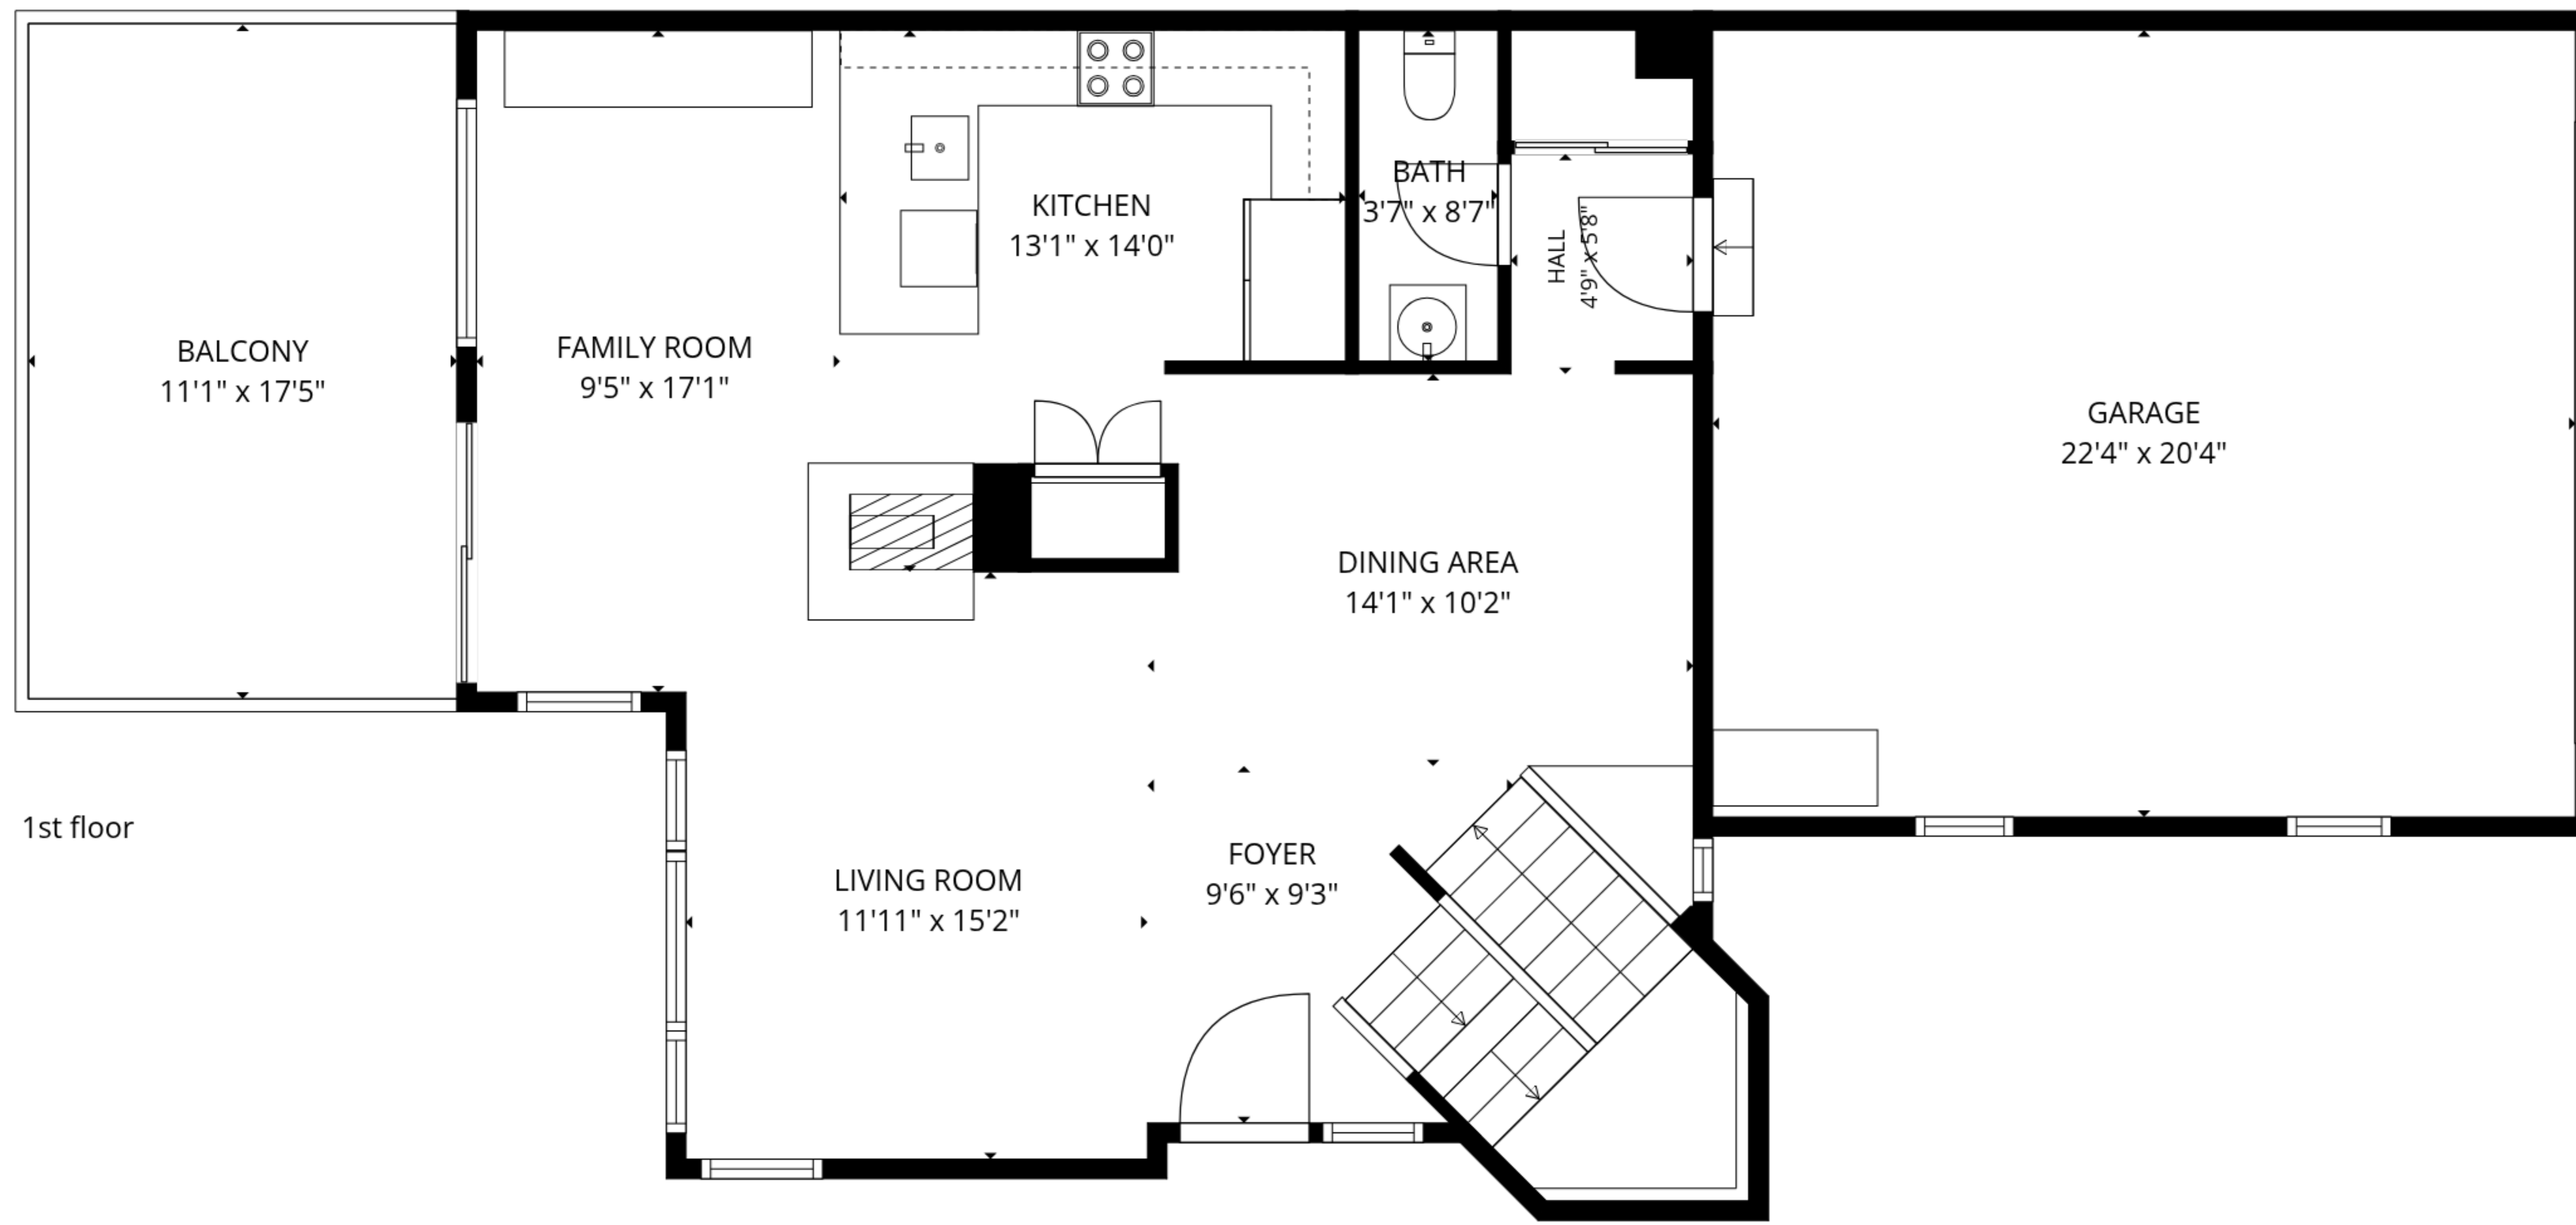 BALCONY
11'1" x 17'5"
FAMILY ROOM
9'5" x 17'1"
KITCHEN
13'1" x 14'0"
BATH
3'7" x 8'7"
HALL
4'9" x 5'8"
GARAGE
22'4" x 20'4"
DINING AREA
14'1" x 10'2"
1st floor
LIVING ROOM
11'11" x 15'2"
FOYER
9'6" x 9'3"